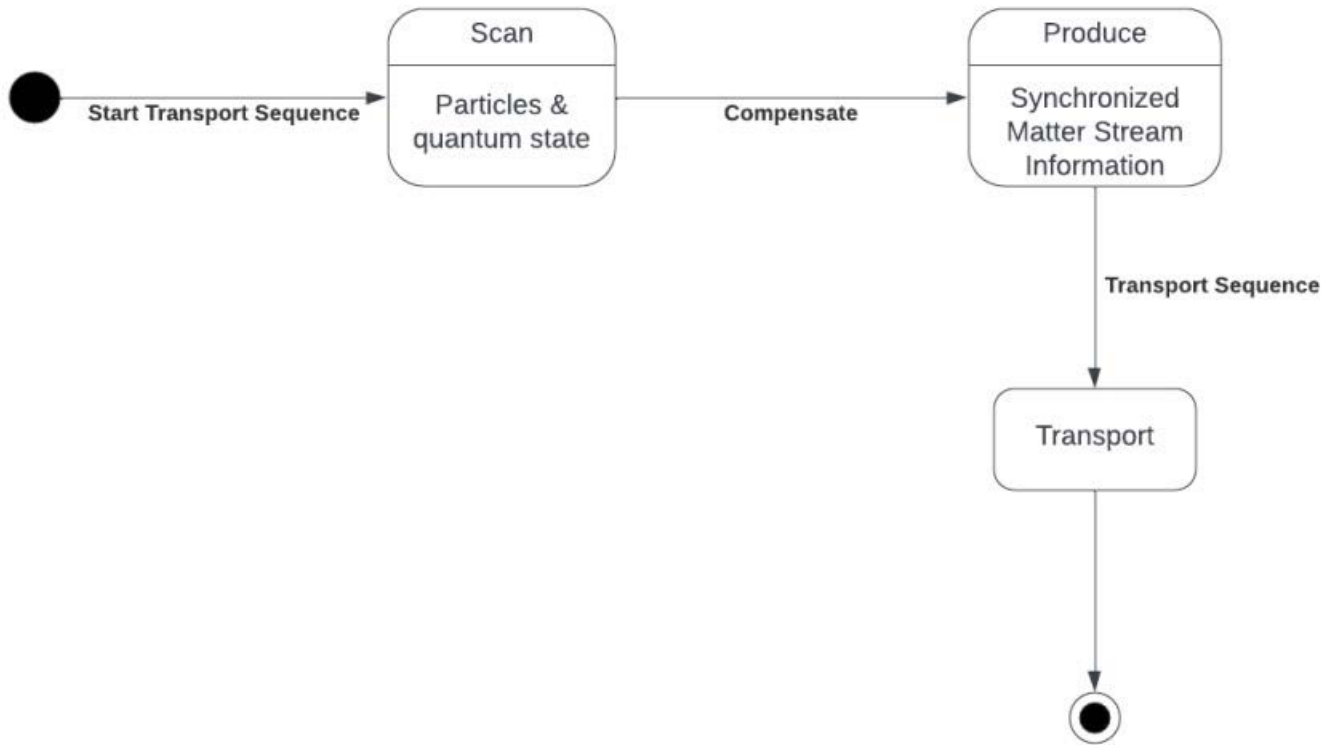 Scan
Particles &
quantum state
Start Transport Sequence
Compensate
Produce
Synchronized
Matter Stream
Information
Transport Sequence
Transport